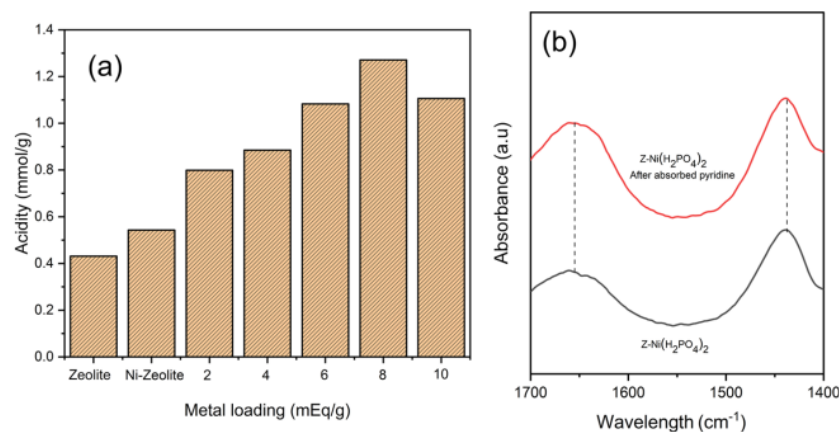 (a)
Acidity (mmol/g)
1.4
1.2
1.0
0.8
0.6
0.4
0.2
0.0
Zeolite Ni-Zeolite 2 4 6 8 10
Metal loading (mEq/g)
(b)
Absorbance (a.u)
Z-Ni(H2PO4)2
After absorbed pyridine
Z-Ni(H2PO4)2
1700 1600 1500 1400
Wavelength (cm-1)